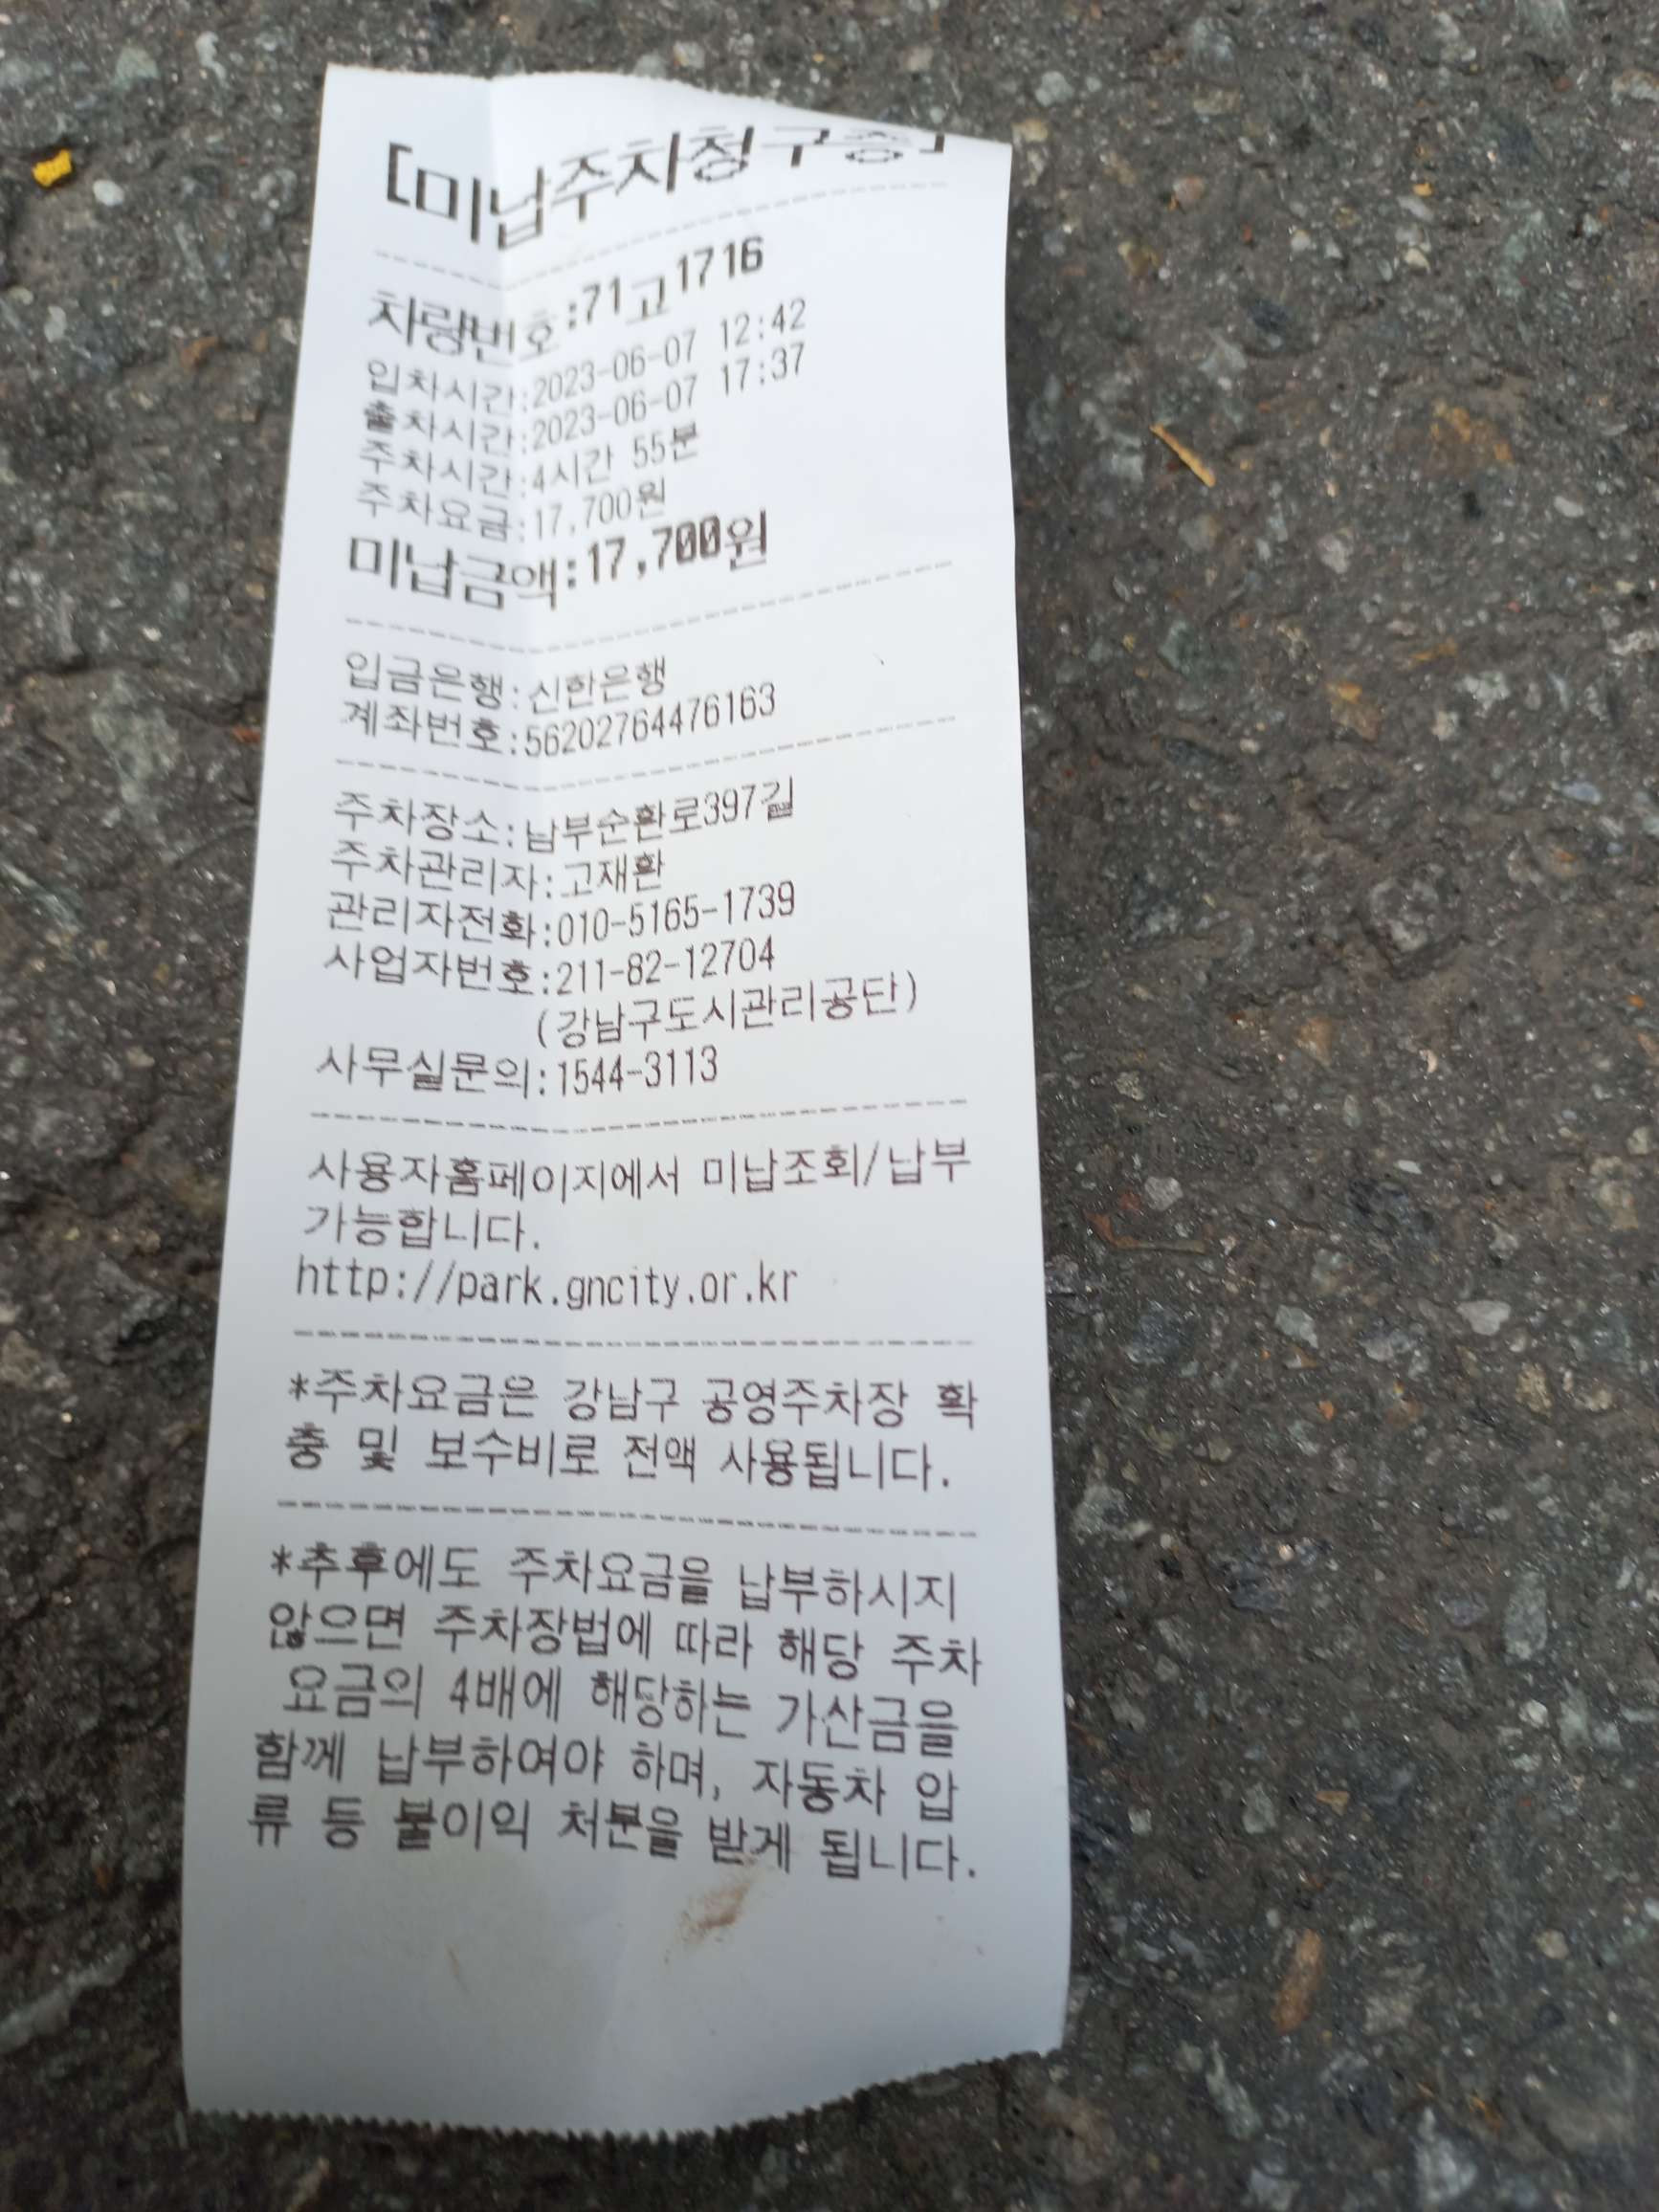 [미납주차청구증]
차량번호:71고1716
입차시간:2023-06-07 12:42
출차시간:2023-06-07 17:37
주차시간:4시간 55분
주차요금:17,700원
미납금액:17,700원
입금은행:신한은행
계좌번호:56202764476163
주차장소:남부순환로397길
주차관리자:고재환
관리자전화:010-5165-1739
사업자번호:211-82-12704
(강남구도시관리공단)
사무실문의:1544-3113
사용자홈페이지에서 미납조회/납부
가능합니다.
http://park.gncity.or.kr
*주차요금은 강남구 공영주차장 확
충 및 보수비로 전액 사용됩니다.
*추후에도 주차요금을 납부하시지
않으면 주차장법에 따라 해당 주차
요금의 4배에 해당하는 가산금을
함께 납부하여야 하며, 자동차 압
류 등 불이익 처분을 받게 됩니다.